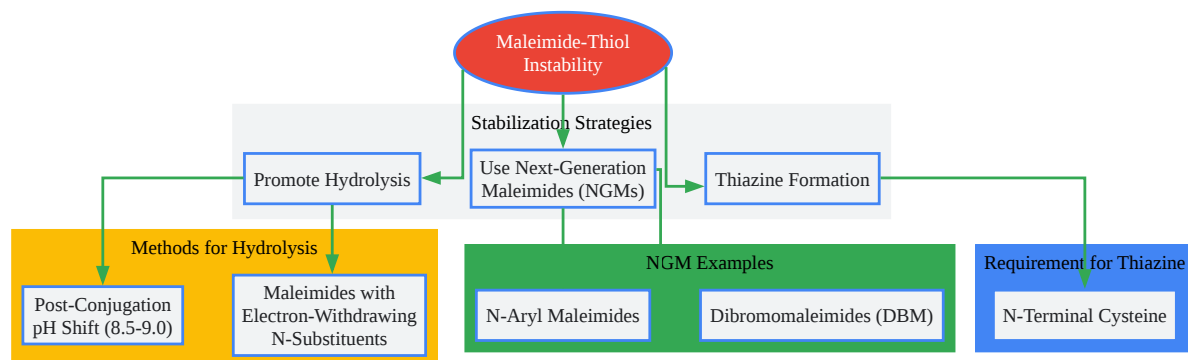 Maleimide-Thiol
Instability
Stabilization Strategies
Promote Hydrolysis
Use Next-Generation
Maleimides (NGMs)
Thiazine Formation
Methods for Hydrolysis
Post-Conjugation
pH Shift (8.5-9.0)
Maleimides with
Electron-Withdrawing
N-Substituents
NGM Examples
N-Aryl Maleimides
Dibromomaleimides (DBM)
Requirement for Thiazine
N-Terminal Cysteine